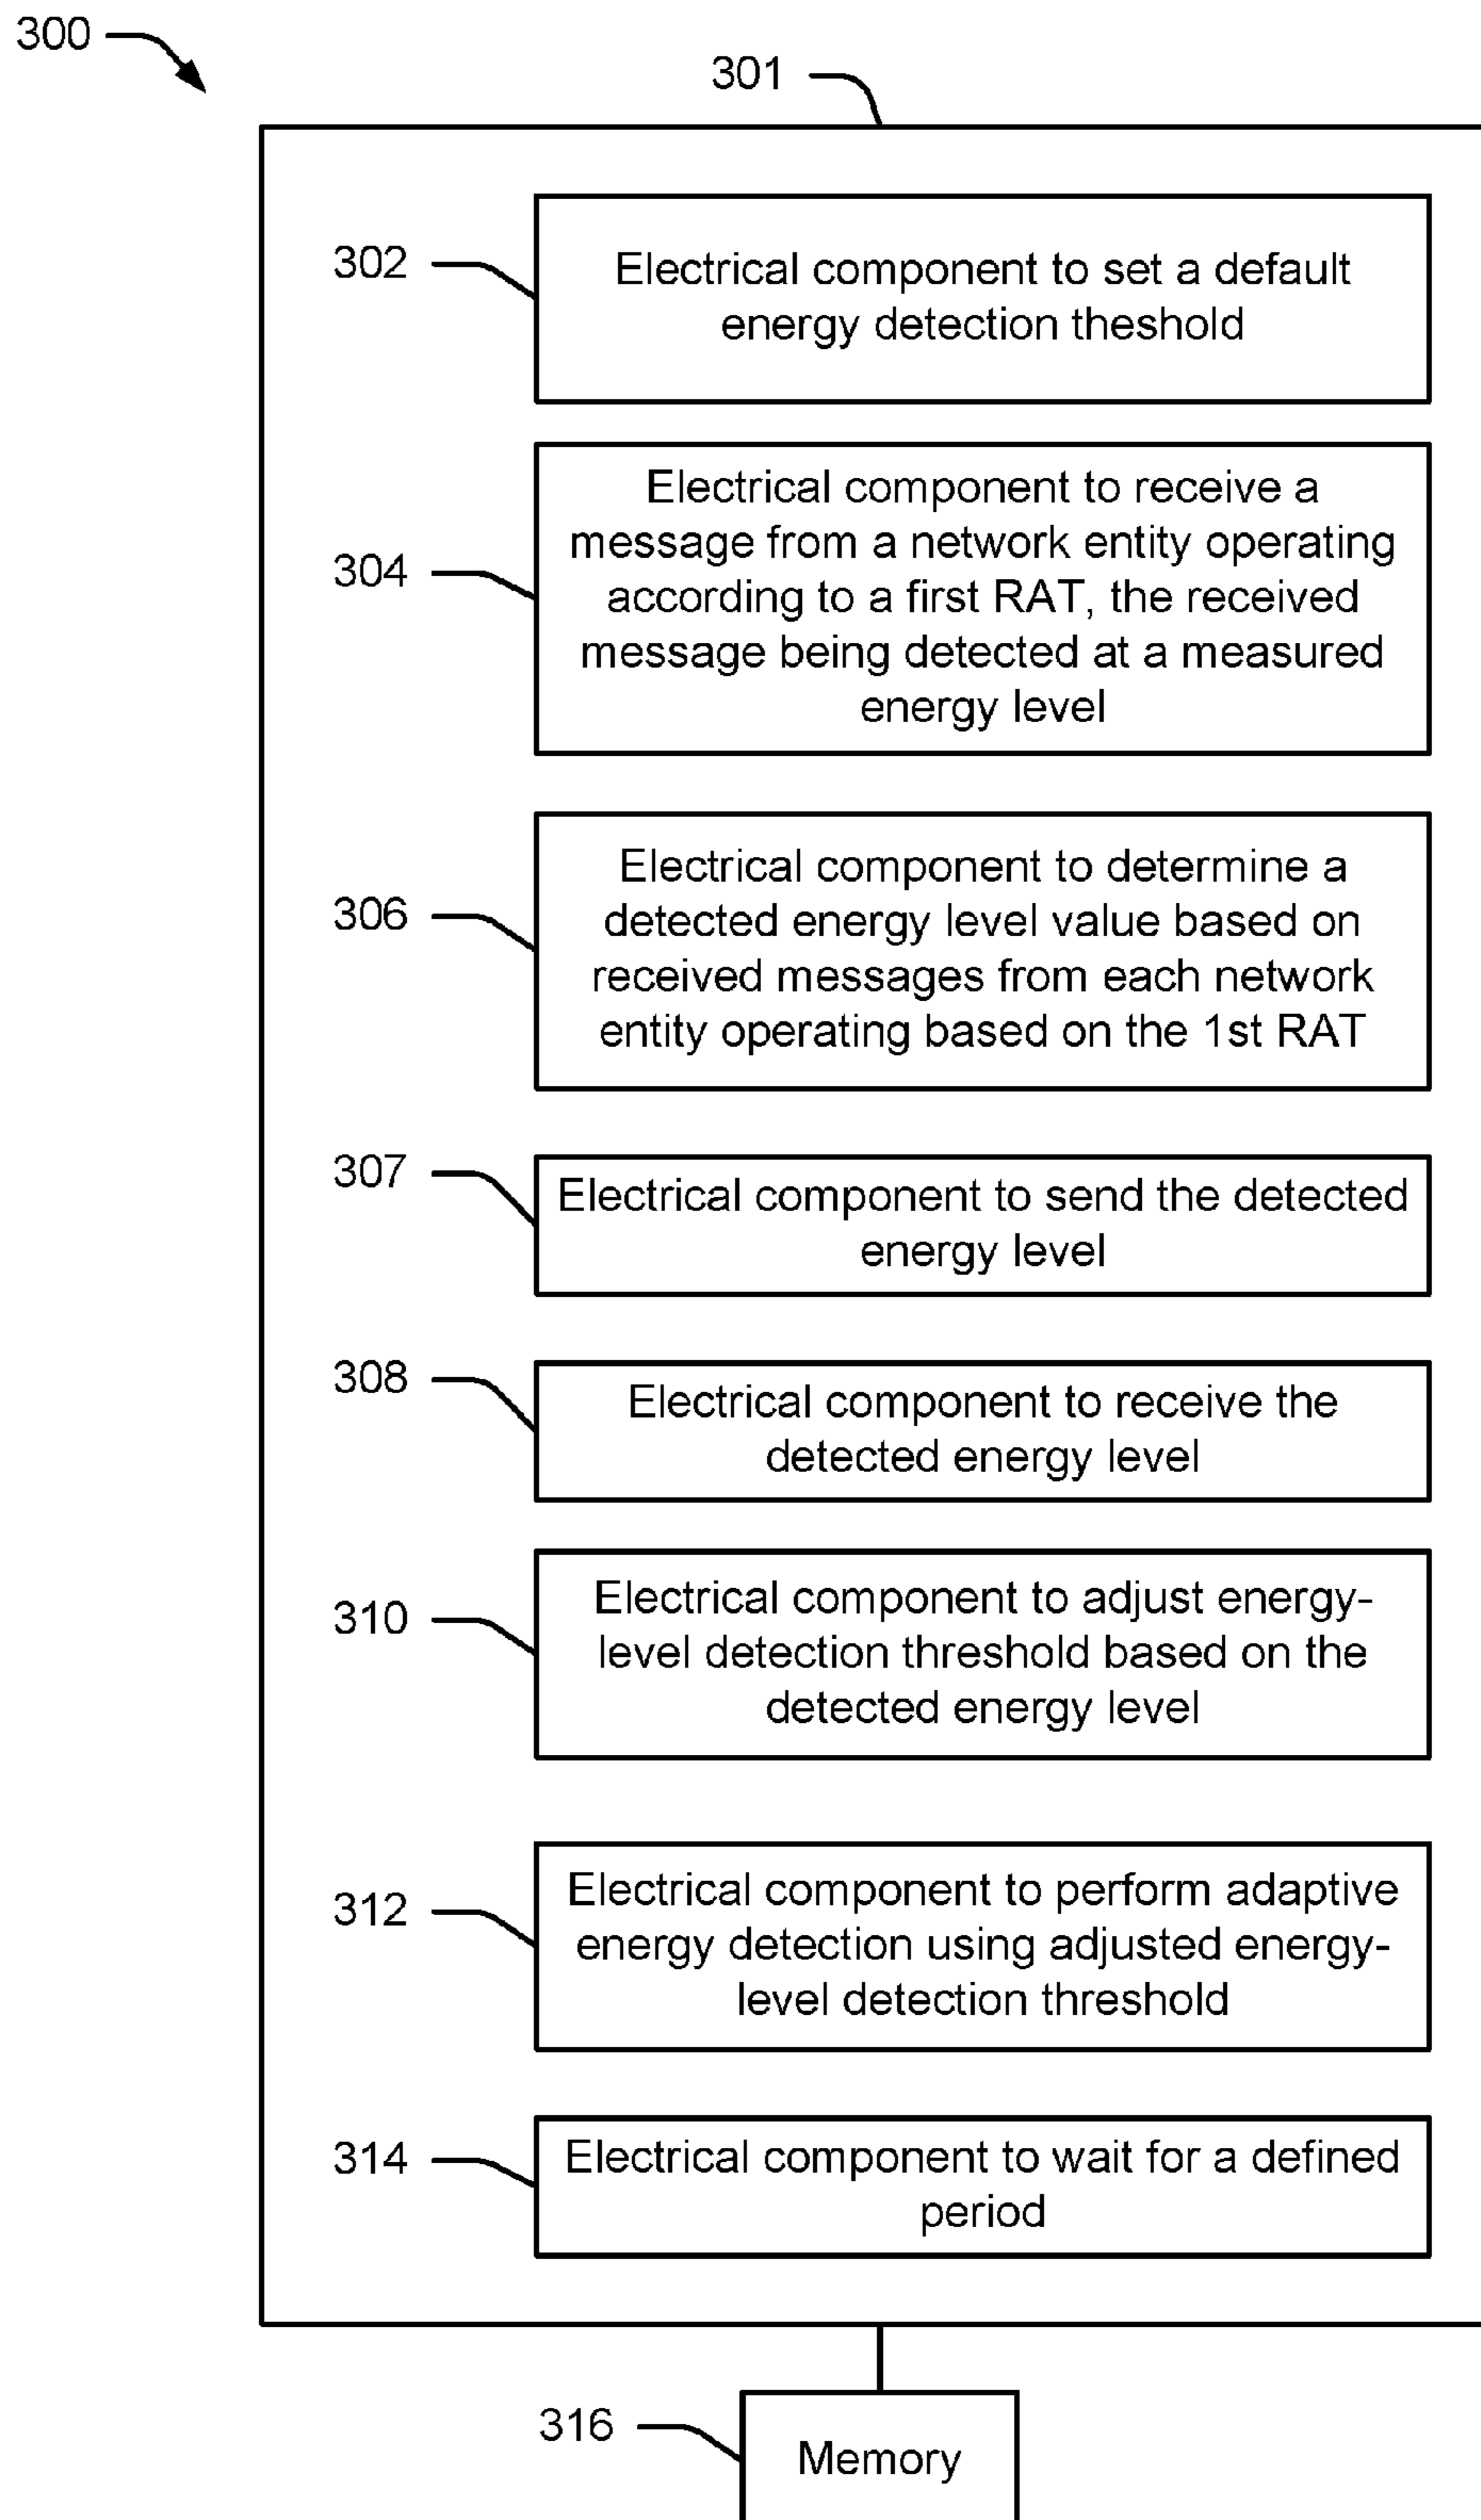 300
301
302
Electrical component to set a default
energy detection theshold
304
Electrical component to receive a
message from a network entity operating
according to a first RAT, the received
message being detected at a measured
energy level
306
Electrical component to determine a
detected energy level value based on
received messages from each network
entity operating based on the 1st RAT
307
Electrical component to send the detected
energy level
308
Electrical component to receive the
detected energy level
310
Electrical component to adjust energy-
level detection threshold based on the
detected energy level
312
Electrical component to perform adaptive
energy detection using adjusted energy-
level detection threshold
314
Electrical component to wait for a defined
period
316
Memory